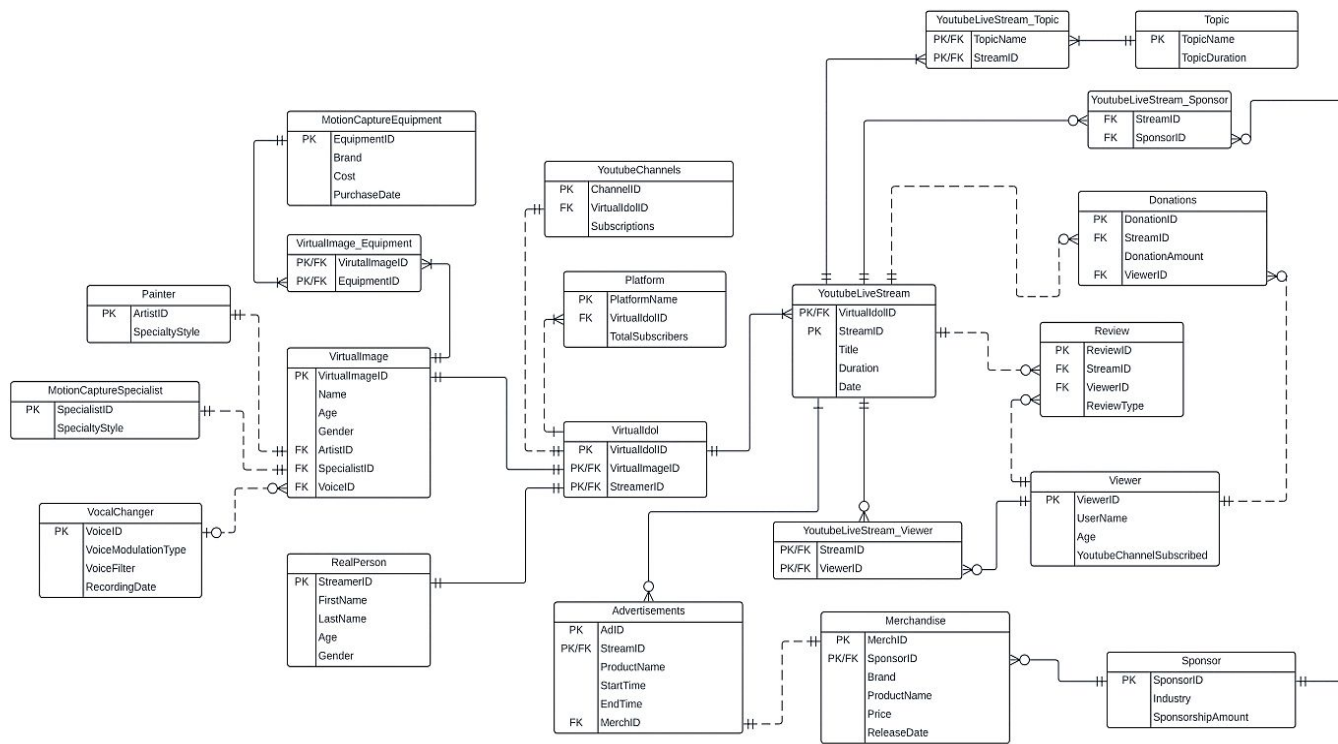 YoutubeLiveStream_Topic
PK/FK TopicName
PK/FK StreamID
Topic
PK TopicName
TopicDuration
YoutubeLiveStream_Sponsor
FK StreamID
FK SponsorID
MotionCaptureEquipment
PK EquipmentID
Brand
Cost
PurchaseDate
YoutubeChannels
PK ChannelID
FK VirtualIdolID
Subscriptions
Donations
PK DonationID
FK StreamID
DonationAmount
FK ViewerID
VirtualImage_Equipment
PK/FK VirutalImageID
PK/FK EquipmentID
Platform
PK PlatformName
FK VirtualIdolID
TotalSubscribers
Painter
PK ArtistID
SpecialtyStyle
YoutubeLiveStream
PK/FK VirtualIdolID
PK StreamID
Title
Duration
Date
Review
PK ReviewID
FK StreamID
FK ViewerID
ReviewType
VirtualImage
PK VirtualImageID
Name
Age
Gender
FK ArtistID
FK SpecialistID
FK VoiceID
MotionCaptureSpecialist
PK SpecialistID
SpecialtyStyle
VirtualIdol
PK VirtualIdolID
PK/FK VirtualImageID
PK/FK StreamerID
Viewer
PK ViewerID
UserName
Age
YoutubeChannelSubscribed
VocalChanger
PK VoiceID
VoiceModulationType
VoiceFilter
RecordingDate
YoutubeLiveStream_Viewer
PK/FK StreamID
PK/FK ViewerID
RealPerson
PK StreamerID
FirstName
LastName
Age
Gender
Advertisements
PK AdID
PK/FK StreamID
ProductName
StartTime
EndTime
FK MerchID
Merchandise
PK MerchID
PK/FK SponsorID
Brand
ProductName
Price
ReleaseDate
Sponsor
PK SponsorID
Industry
SponsorshipAmount